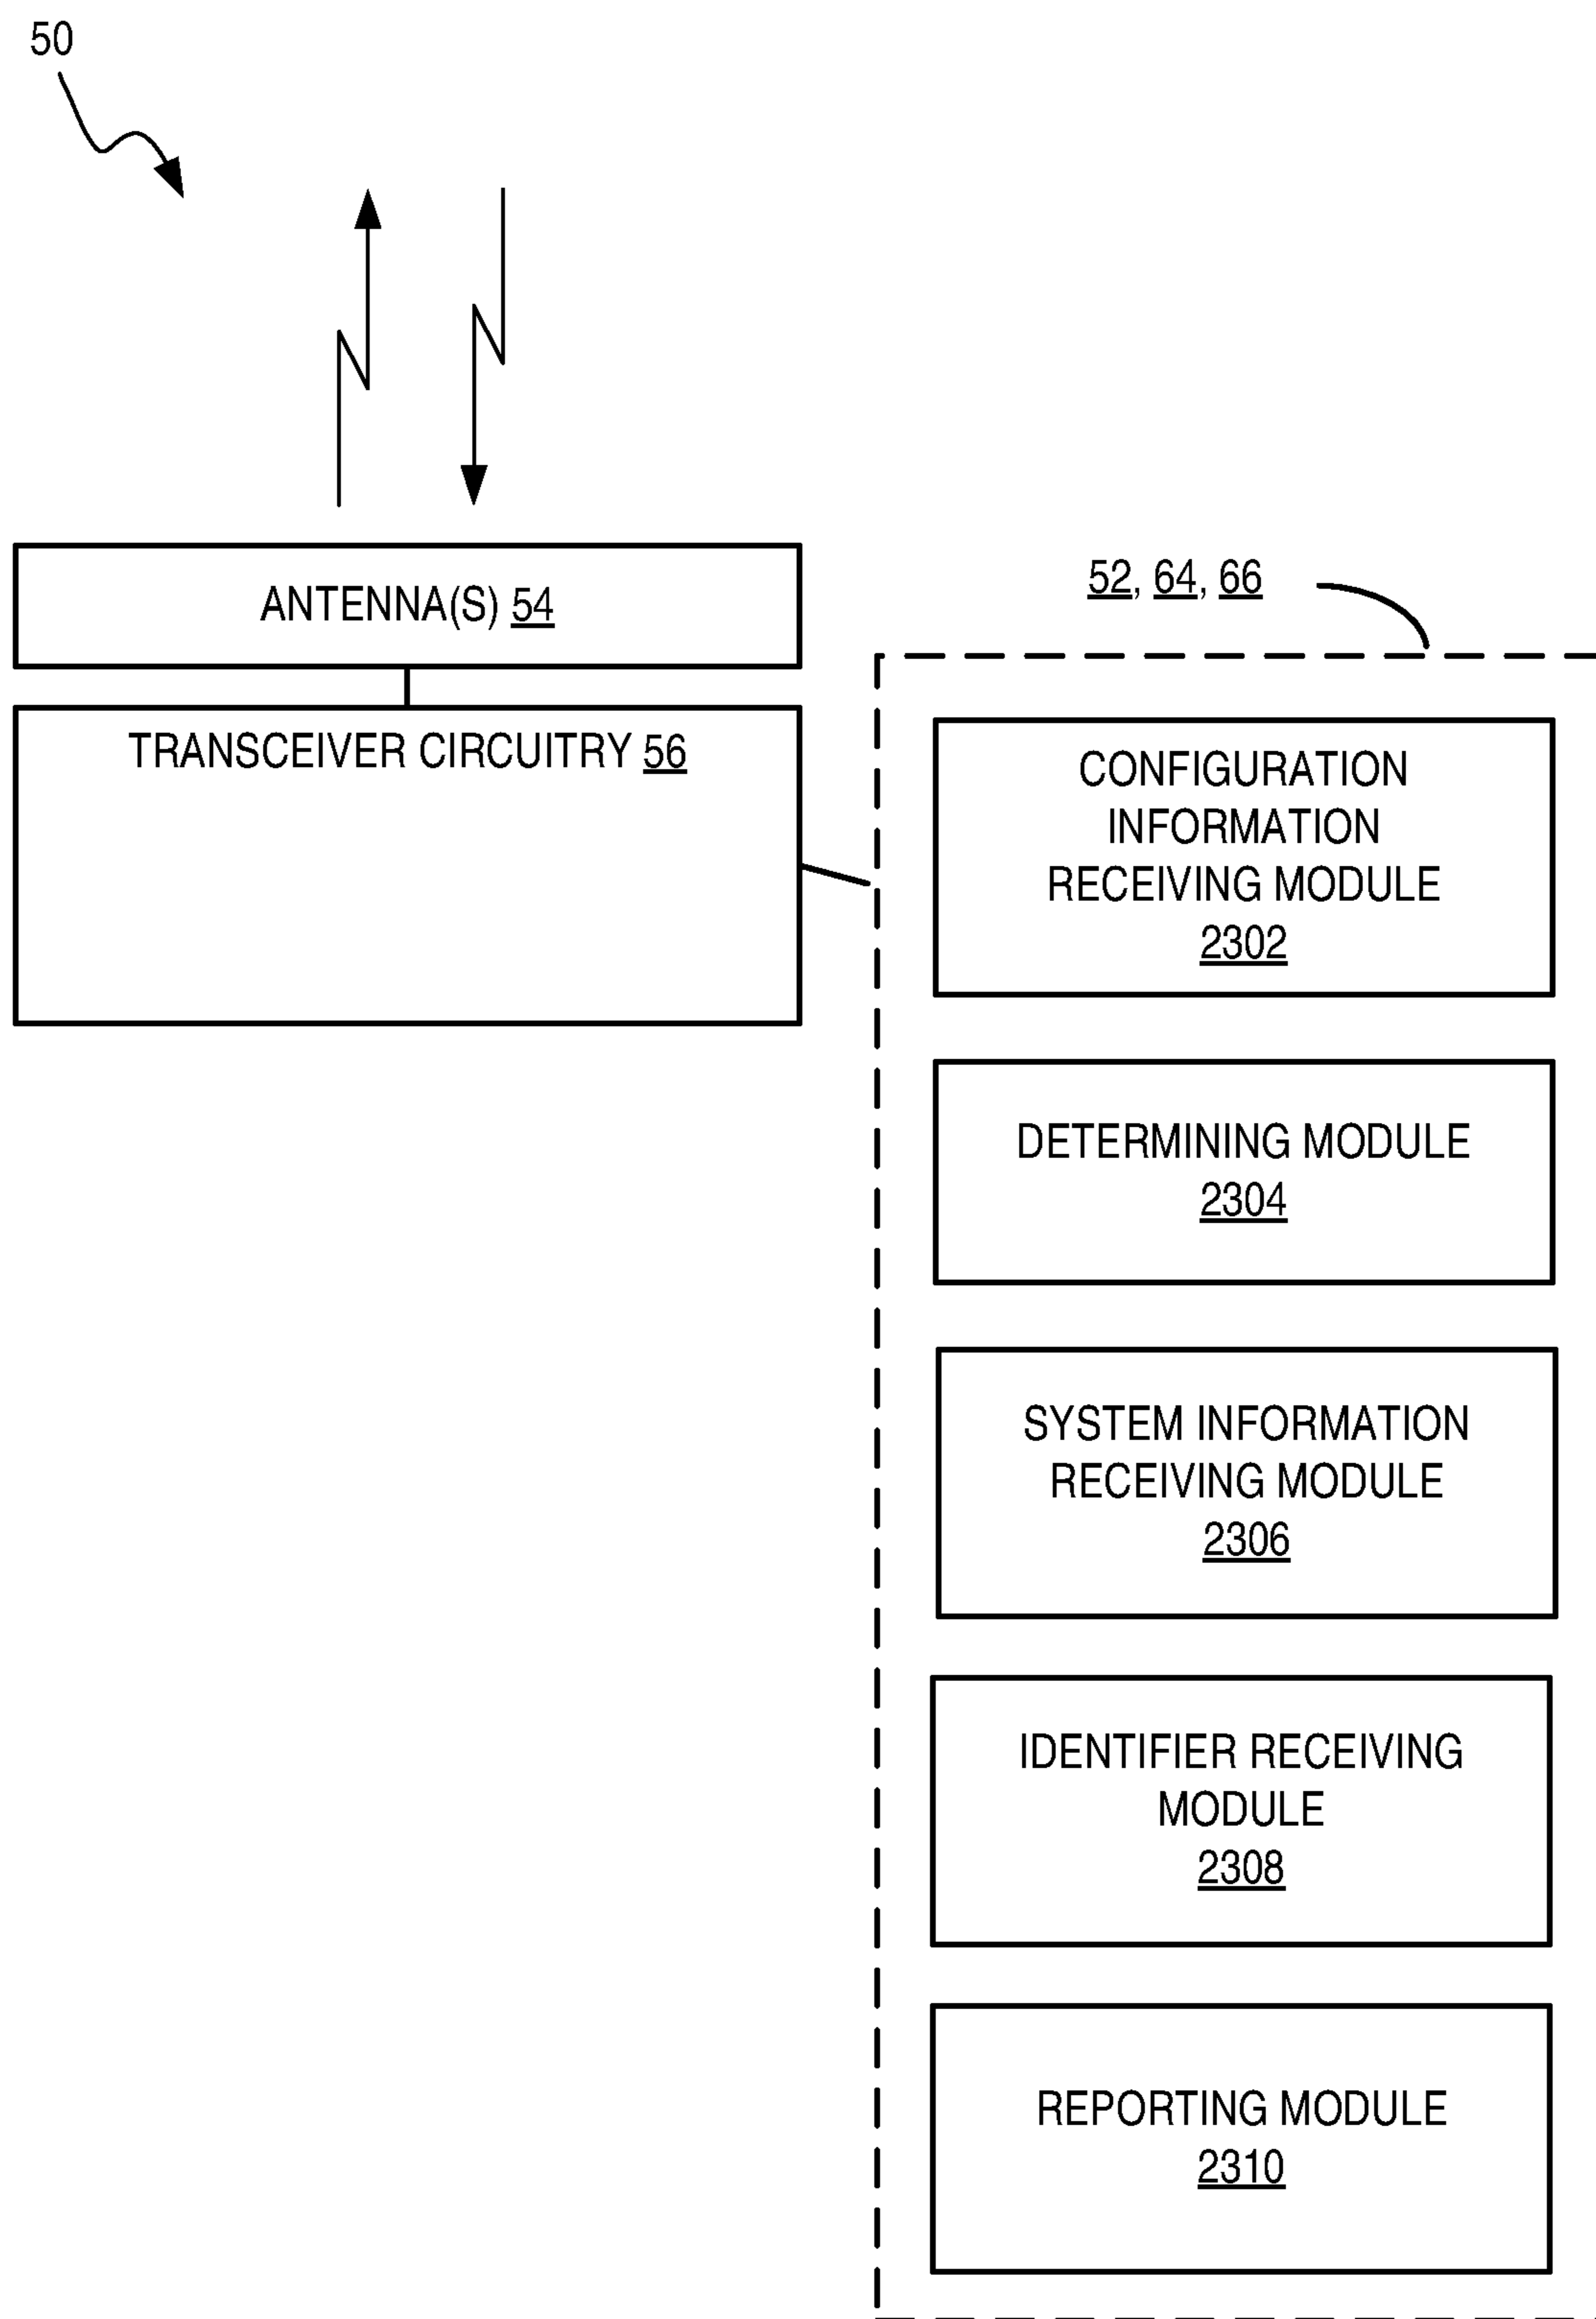 50
ANTENNA(S) 54
52, 64, 66
TRANSCEIVER CIRCUITRY 56
CONFIGURATION
INFORMATION
RECEIVING MODULE
2302
DETERMINING MODULE
2304
SYSTEM INFORMATION
RECEIVING MODULE
2306
IDENTIFIER RECEIVING
MODULE
2308
REPORTING MODULE
2310